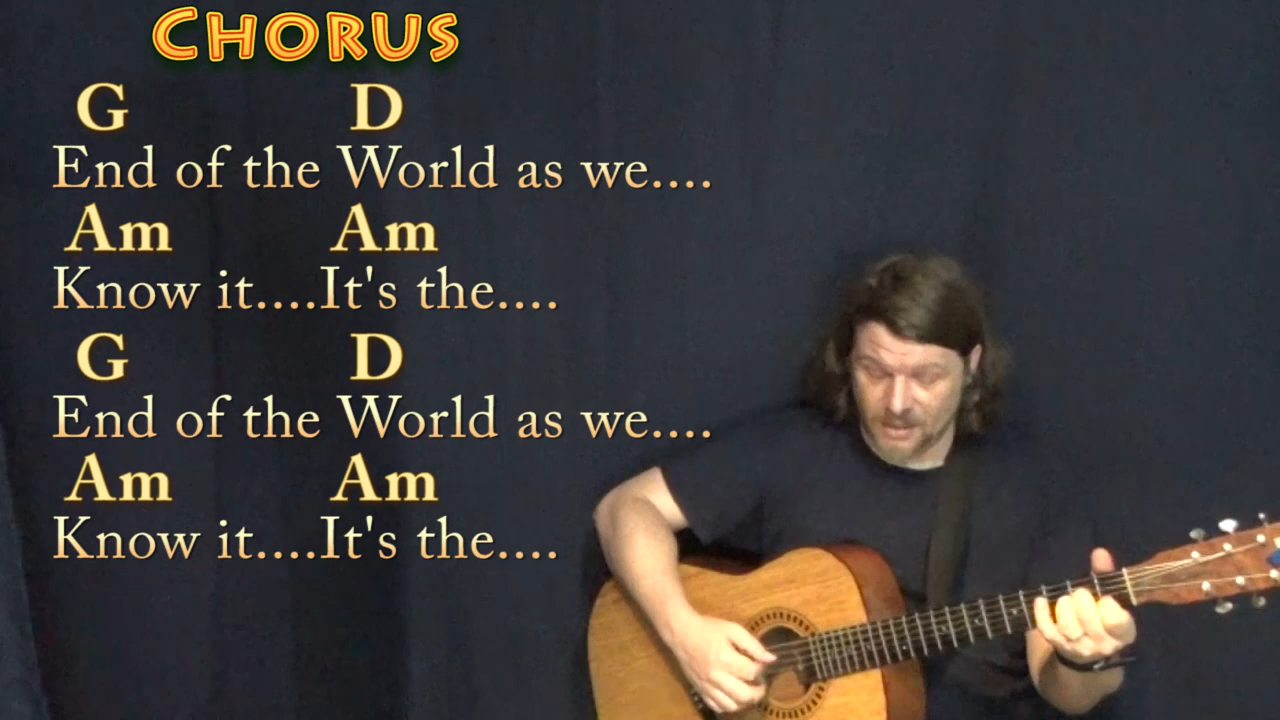 CHORUS
G D
End of the World as we....
Am Am
Know it....It's the....
G D
End of the World as we....
Am Am
Know it....It's the....